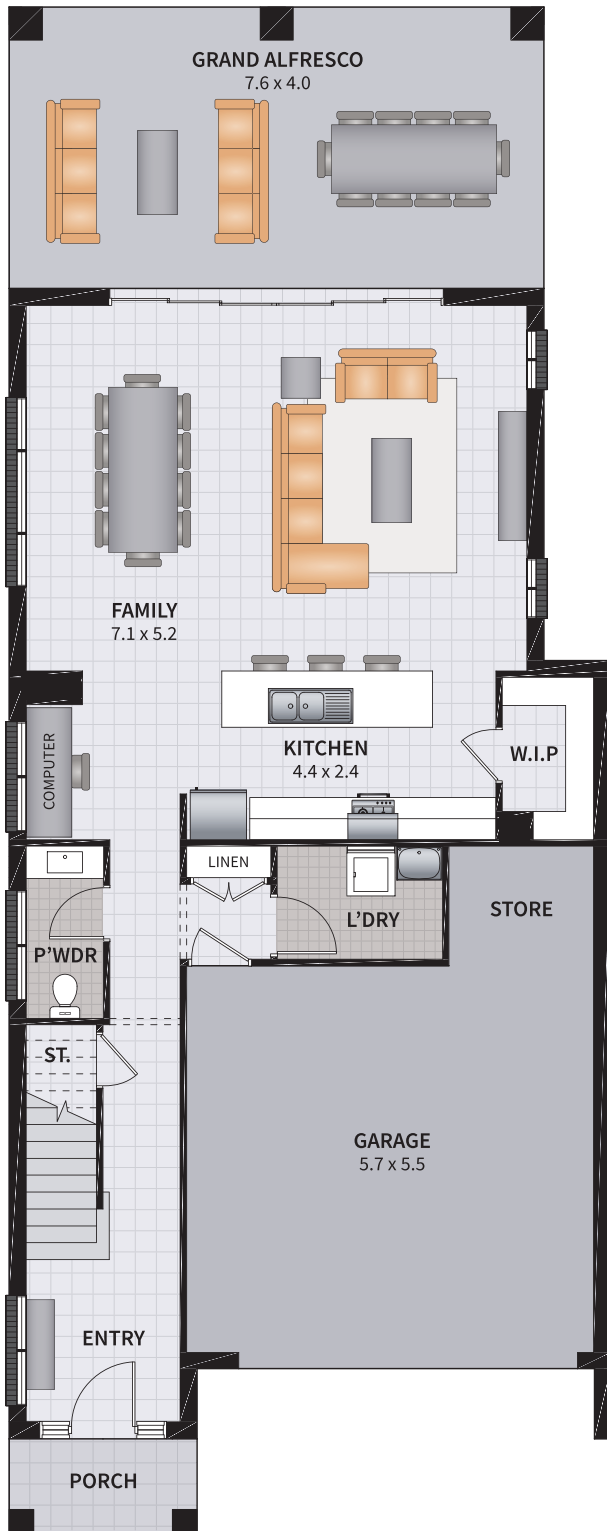 GRAND ALFRESCO
7.6 x 4.0
FAMILY
7.1 x 5.2
KITCHEN
4.4 x 2.4
W.I.P
COMPUTER
LINEN
L'DRY
STORE
P'WDR
ST.
GARAGE
5.7 x 5.5
ENTRY
PORCH